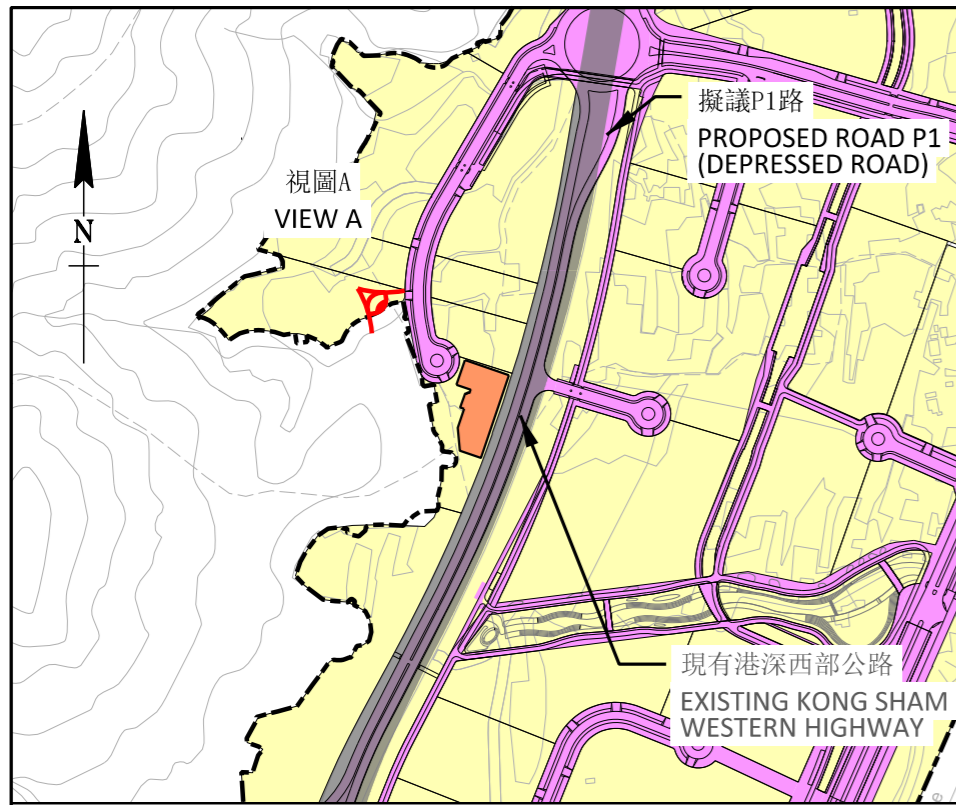 擬議P1路
PROPOSED ROAD P1
(DEPRESSED ROAD)
視圖A
VIEW A
N
現有港深西部公路
EXISTING KONG SHAM
WESTERN HIGHWAY